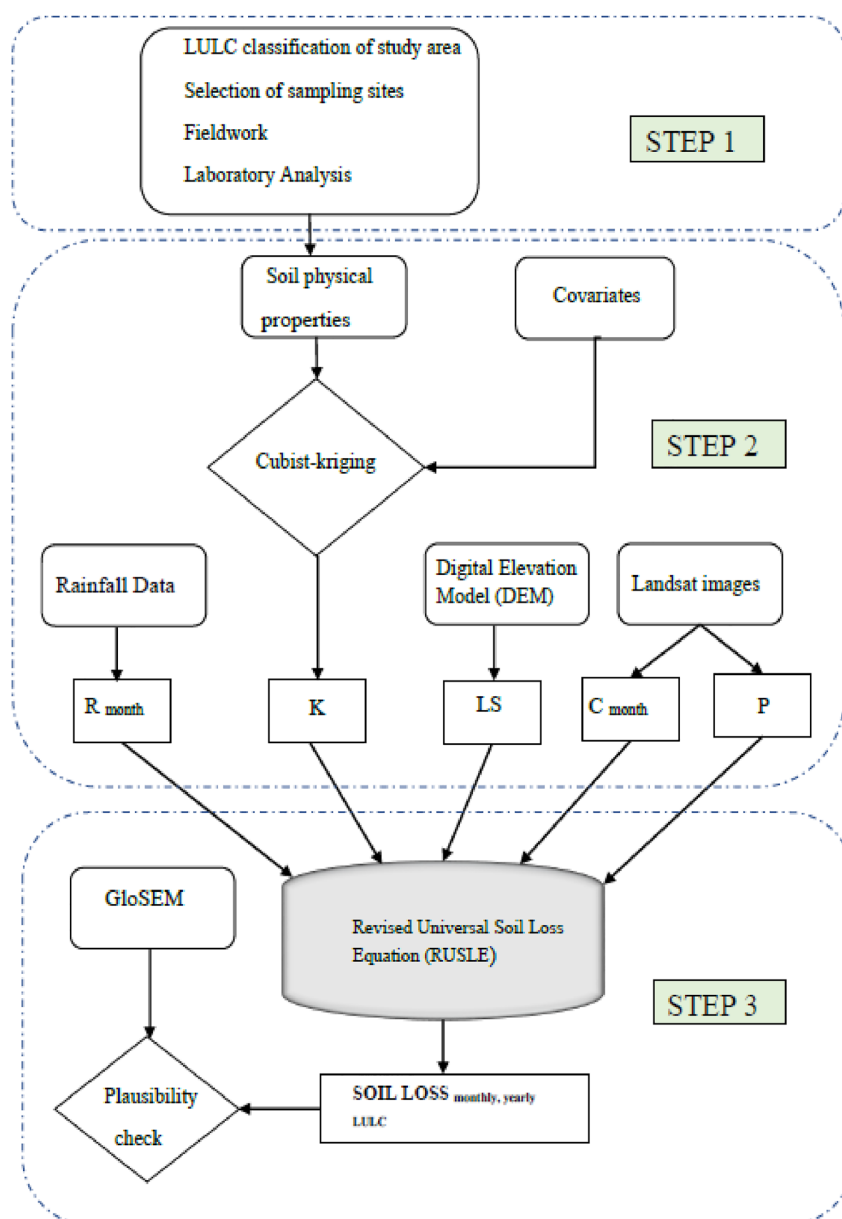 LULC classification of study area
Selection of sampling sites
Fieldwork
Laboratory Analysis
STEP 1
Soil physical
properties
Covariates
Cubist-kriging
STEP 2
Rainfall Data
Digital Elevation
Model (DEM)
Landsat images
R month
K
LS
C month
P
GloSEM
Revised Universal Soil Loss
Equation (RUSLE)
STEP 3
Plausibility
check
SOIL LOSS monthly, yearly
LULC